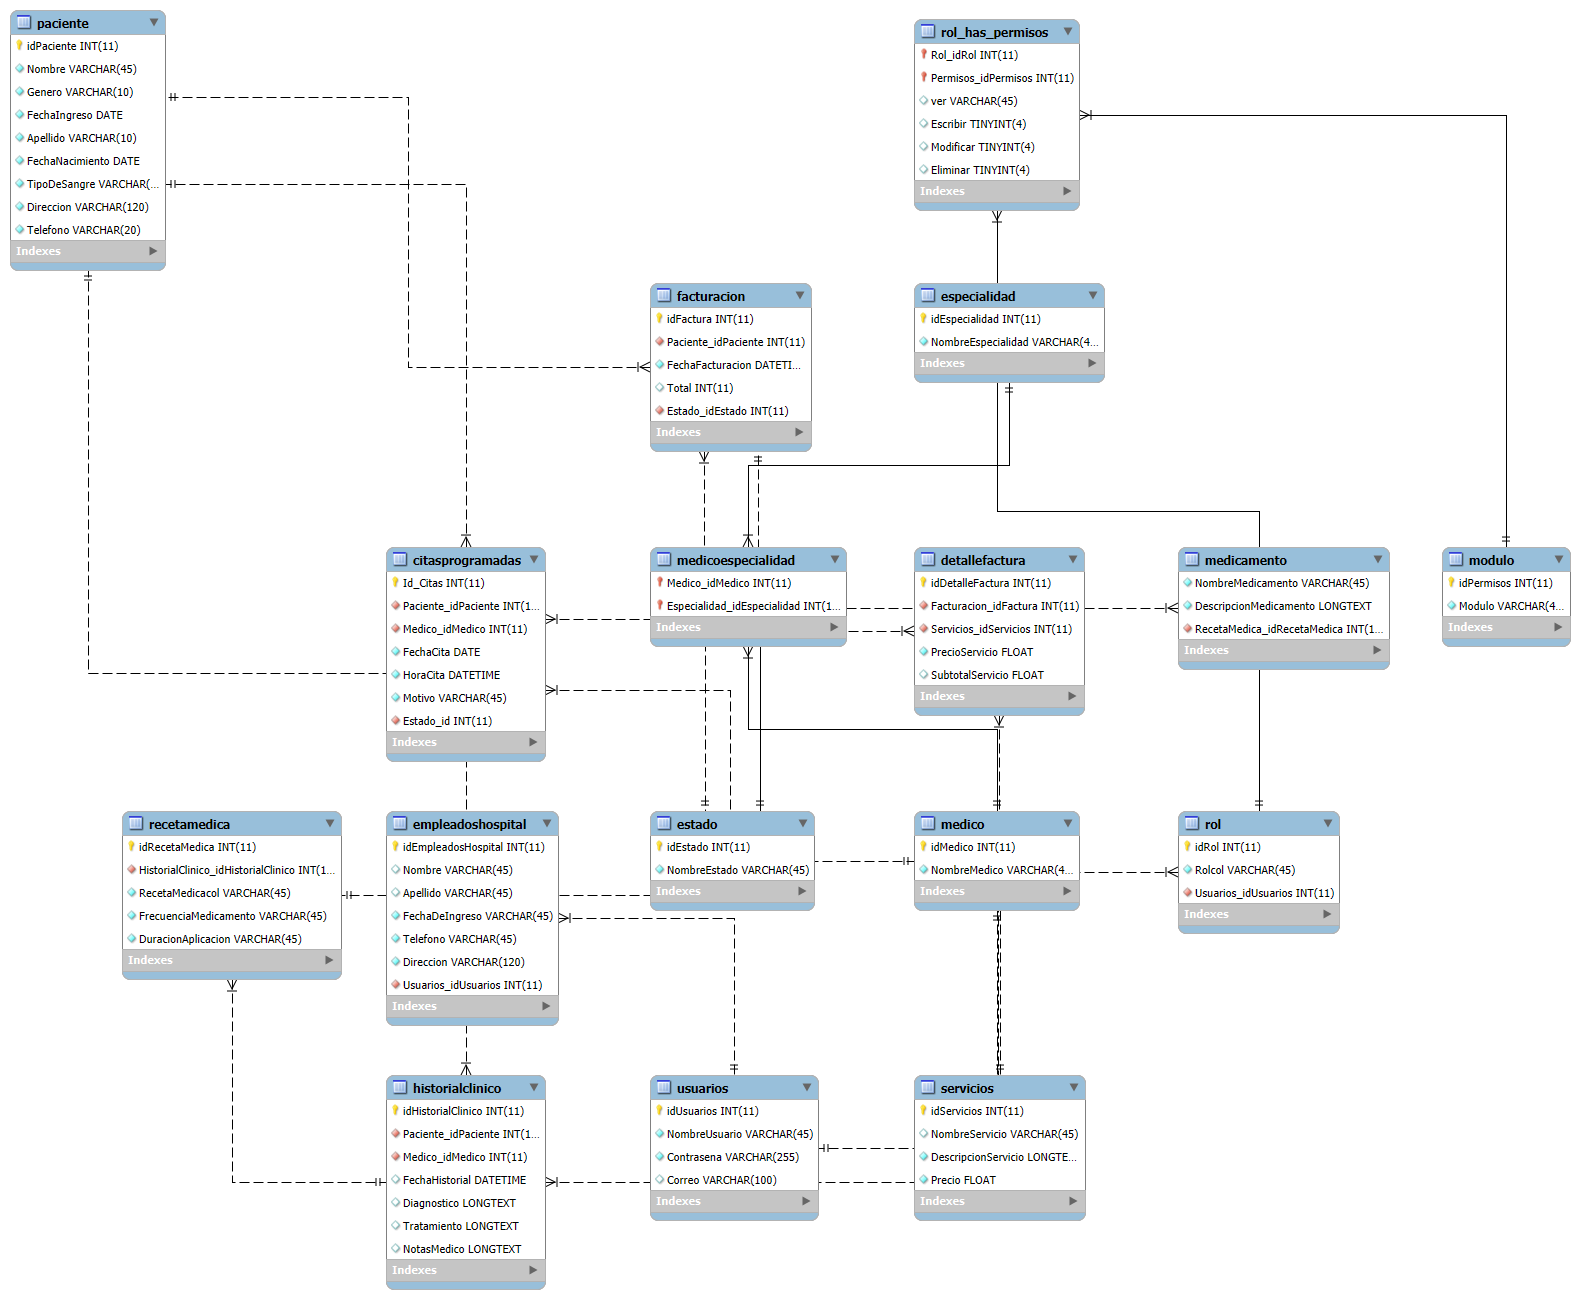 paciente
idPaciente INT(11)
Nombre VARCHAR(45)
Genero VARCHAR(10)
FechaIngreso DATE
Apellido VARCHAR(10)
FechaNacimiento DATE
TipoDeSangre VARCHAR(...
Direccion VARCHAR(120)
Telefono VARCHAR(20)
Indexes
rol_has_permisos
Rol_idRol INT(11)
Permisos_idPermisos INT(11)
ver VARCHAR(45)
Escribir TINYINT(4)
Modificar TINYINT(4)
Eliminar TINYINT(4)
Indexes
facturacion
idFactura INT(11)
Paciente_idPaciente INT(11)
FechaFacturacion DATETI...
Total INT(11)
Estado_idEstado INT(11)
Indexes
especialidad
idEspecialidad INT(11)
NombreEspecialidad VARCHAR(4...
Indexes
citasprogramadas
Id_Citas INT(11)
Paciente_idPaciente INT(1...
Medico_idMedico INT(11)
FechaCita DATE
HoraCita DATETIME
Motivo VARCHAR(45)
Estado_id INT(11)
Indexes
medicoespecialidad
Medico_idMedico INT(11)
Especialidad_idEspecialidad INT(1...
Indexes
detallefactura
idDetalleFactura INT(11)
Facturacion_idFactura INT(11)
Servicios_idServicios INT(11)
PrecioServicio FLOAT
SubtotalServicio FLOAT
Indexes
medicamento
NombreMedicamento VARCHAR(45)
DescripcionMedicamento LONGTEXT
RecetaMedica_idRecetaMedica INT(1...
Indexes
modulo
idPermisos INT(11)
Modulo VARCHAR(4...
Indexes
recetamedica
idRecetaMedica INT(11)
HistorialClinico_idHistorialClinico INT(1...
RecetaMedicacol VARCHAR(45)
FrecuenciaMedicamento VARCHAR(45)
DuracionAplicacion VARCHAR(45)
Indexes
empleadoshospital
idEmpleadosHospital INT(11)
Nombre VARCHAR(45)
Apellido VARCHAR(45)
FechaDeIngreso VARCHAR(45)
Telefono VARCHAR(45)
Direccion VARCHAR(120)
Usuarios_idUsuarios INT(11)
Indexes
estado
idEstado INT(11)
NombreEstado VARCHAR(45)
Indexes
medico
idMedico INT(11)
NombreMedico VARCHAR(4...
Indexes
rol
idRol INT(11)
Rolcol VARCHAR(45)
Usuarios_idUsuarios INT(11)
Indexes
historialclinico
idHistorialClinico INT(11)
Paciente_idPaciente INT(1...
Medico_idMedico INT(11)
FechaHistorial DATETIME
Diagnostico LONGTEXT
Tratamiento LONGTEXT
NotasMedico LONGTEXT
Indexes
usuarios
idUsuarios INT(11)
NombreUsuario VARCHAR(45)
Contrasena VARCHAR(255)
Correo VARCHAR(100)
Indexes
servicios
idServicios INT(11)
NombreServicio VARCHAR(45)
DescripcionServicio LONGTE...
Precio FLOAT
Indexes